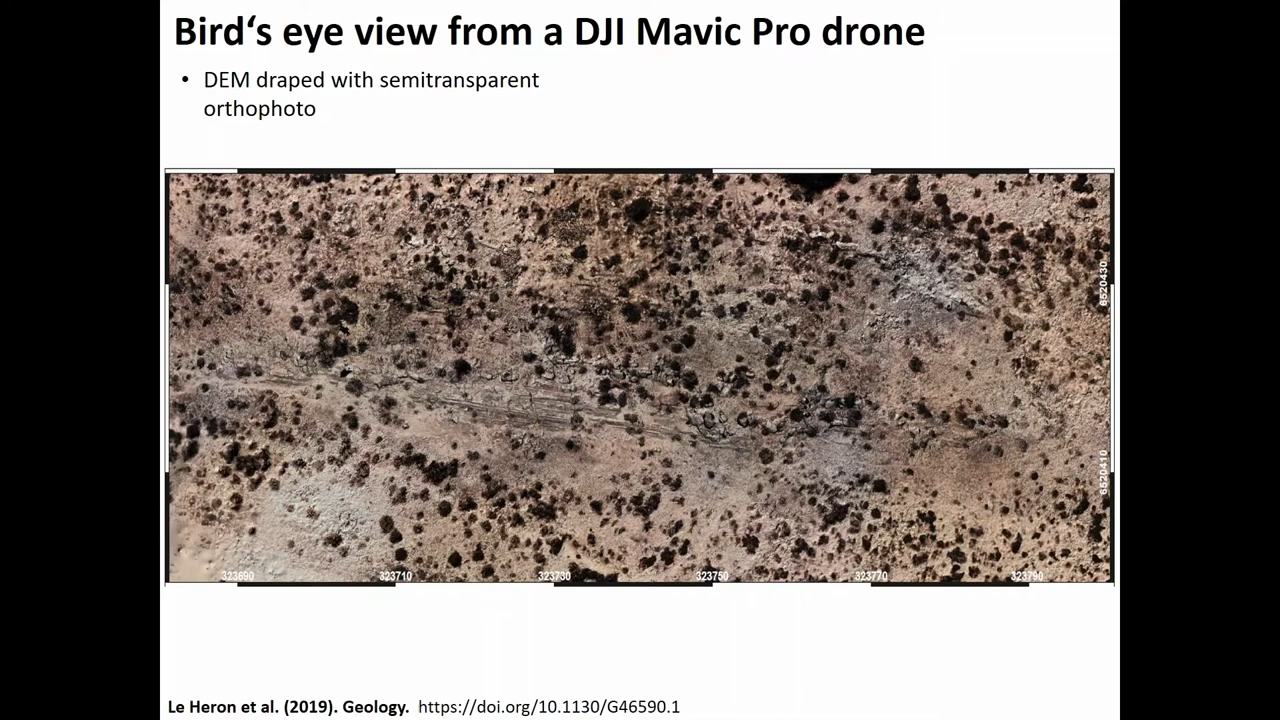 Bird‘s eye view from a DJI Mavic Pro drone
• DEM draped with semitransparent
orthophoto
6520430
6520410
323690 323710 323730 323750 323770 323790
Le Heron et al. (2019). Geology. https://doi.org/10.1130/G46590.1